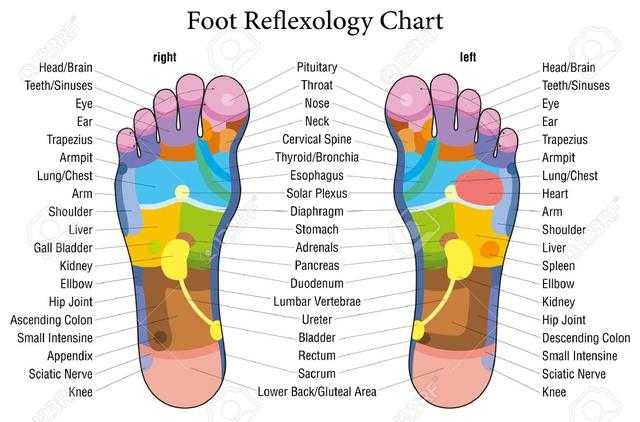 Foot Reflexology Chart
right
left
Head/Brain
Teeth/Sinuses
Eye
Ear
Trapezius
Armpit
Lung/Chest
Arm
Shoulder
Liver
Gall Bladder
Kidney
Ellbow
Hip Joint
Ascending Colon
Small Intensine
Appendix
Sciatic Nerve
Knee
Pituitary
Throat
Nose
Neck
Cervical Spine
Thyroid/Bronchia
Esophagus
Solar Plexus
Diaphragm
Stomach
Adrenals
Pancreas
Duodenum
Lumbar Vertebrae
Ureter
Bladder
Rectum
Sacrum
Lower Back/Gluteal Area
Head/Brain
Teeth/Sinuses
Eye
Ear
Trapezius
Armpit
Lung/Chest
Heart
Arm
Shoulder
Liver
Spleen
Ellbow
Kidney
Hip Joint
Descending Colon
Small Intensine
Sciatic Nerve
Knee